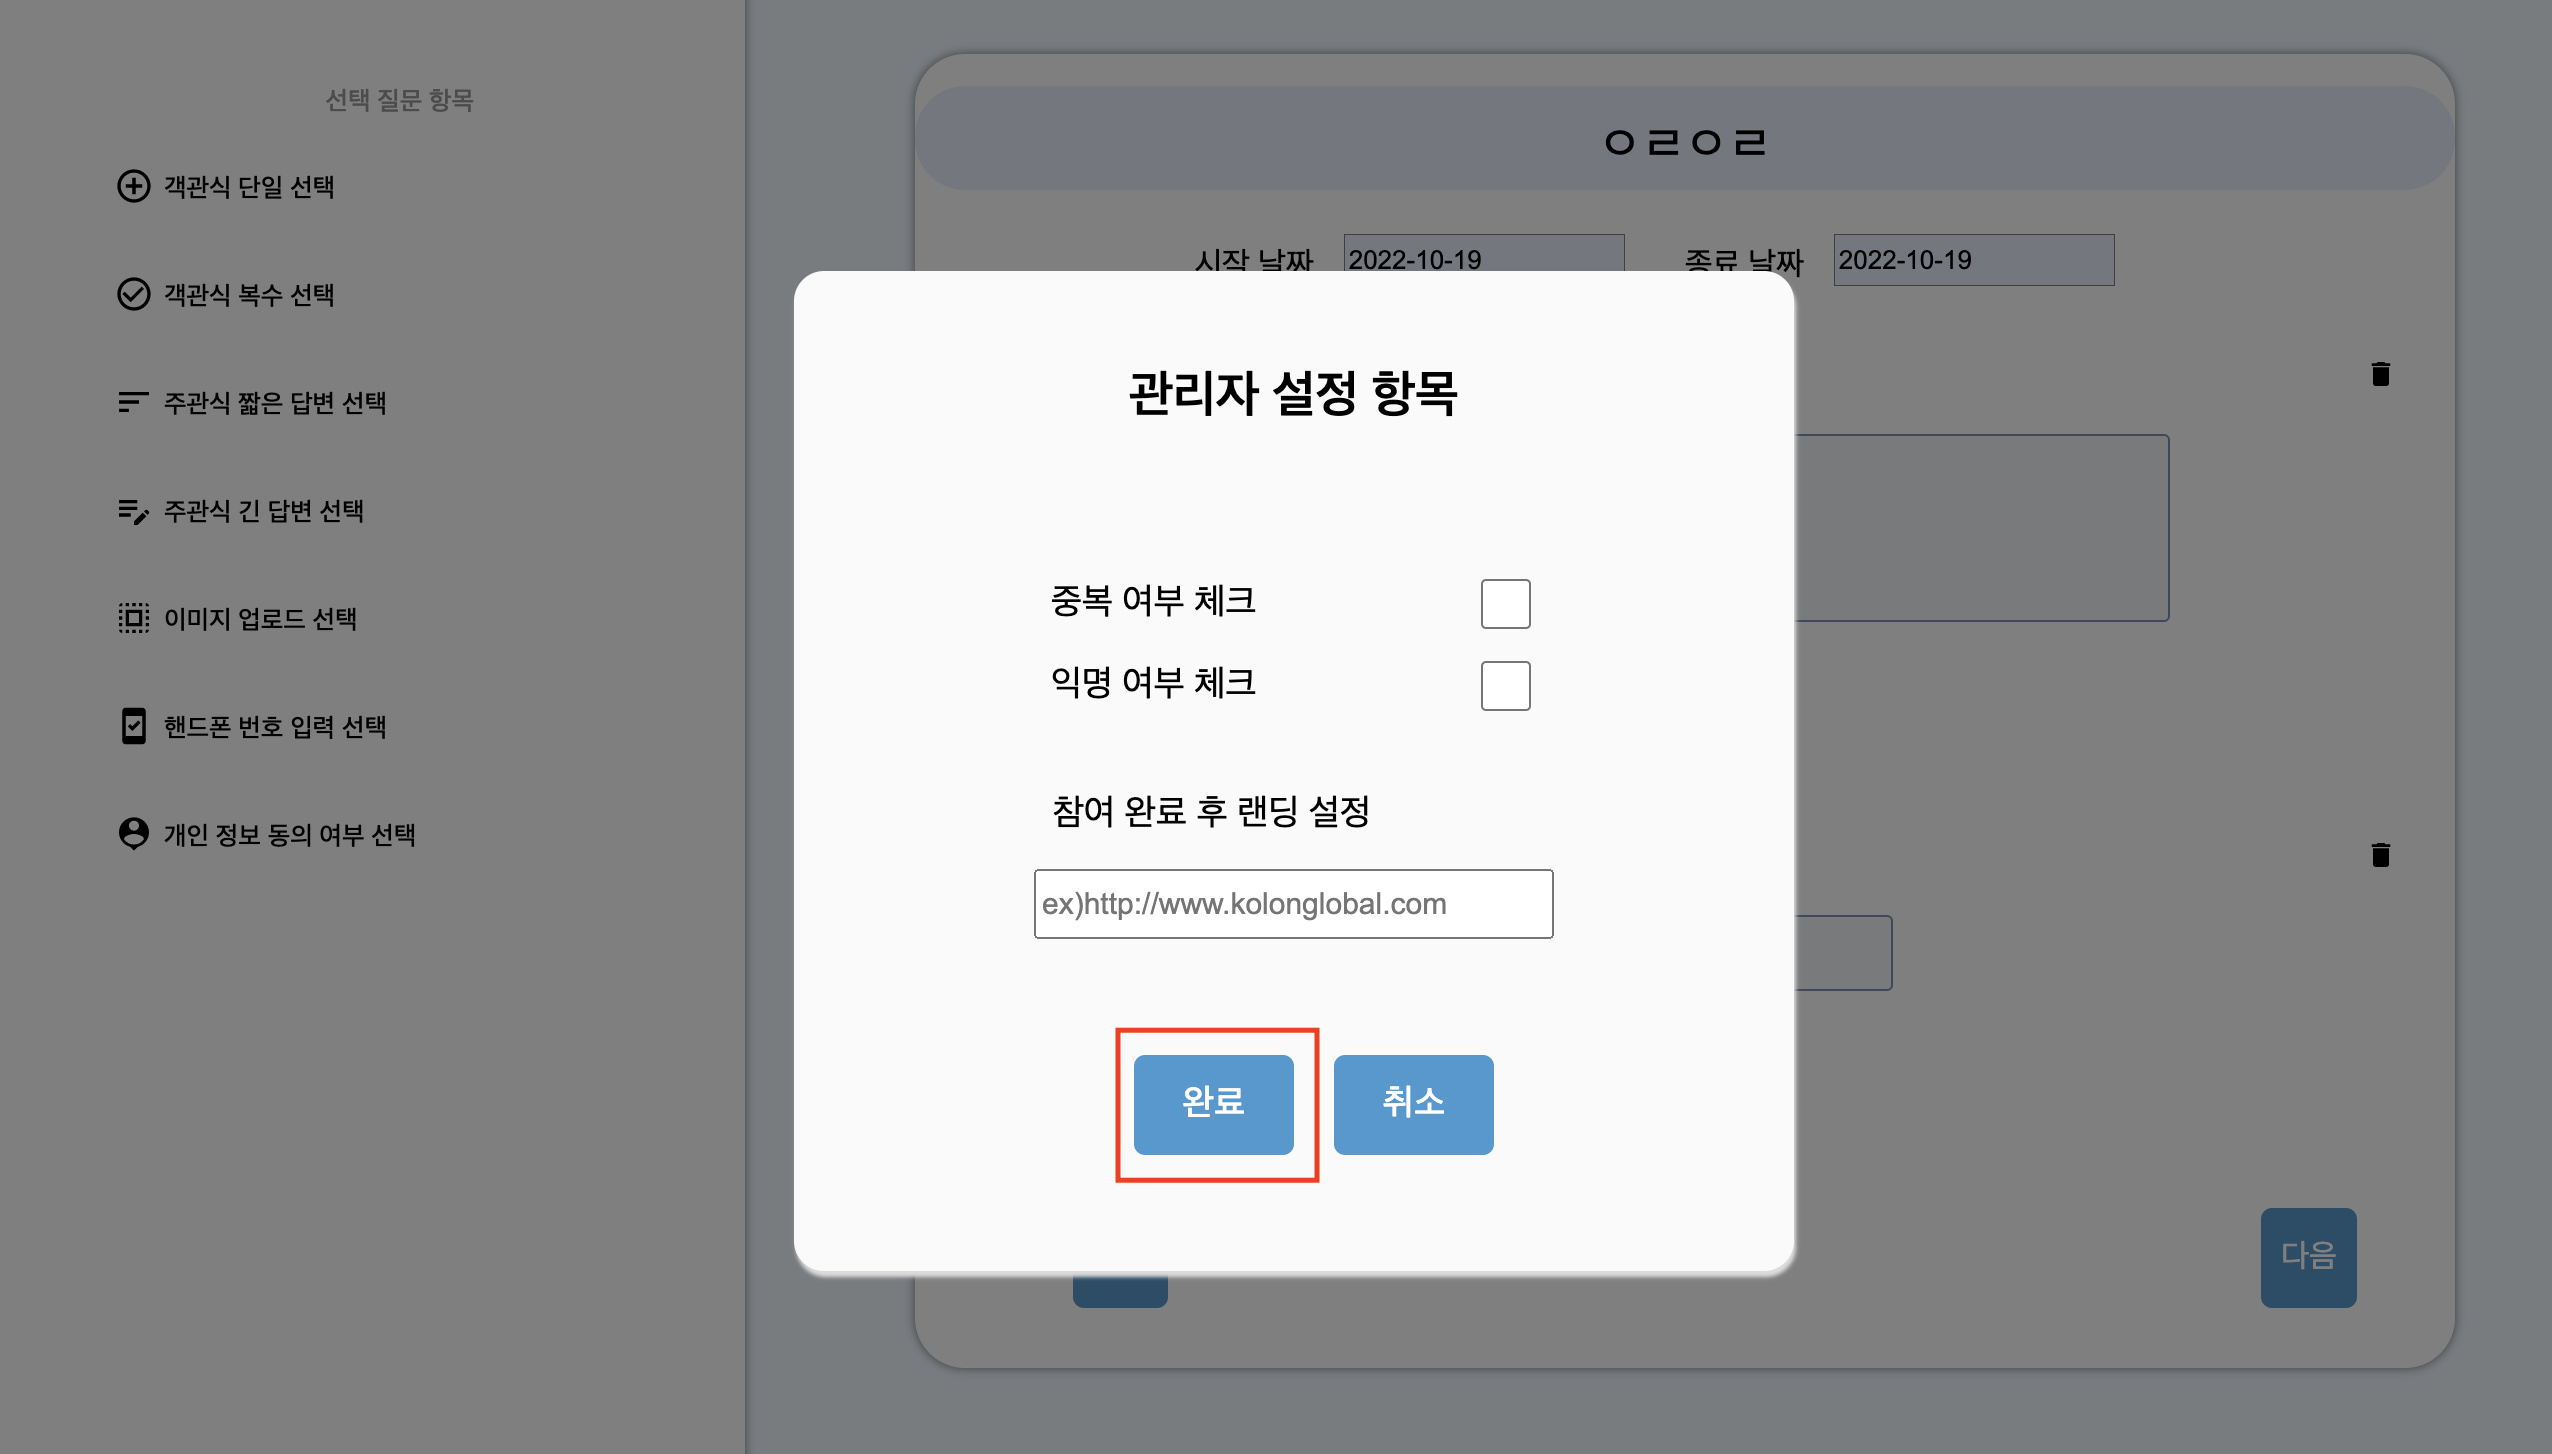 선택 질문 항목
객관식 단일 선택
객관식 복수 선택
주관식 짧은 답변 선택
주관식 긴 답변 선택
이미지 업로드 선택
핸드폰 번호 입력 선택
개인 정보 동의 여부 선택
ㅇㄹㅇㄹ
시작 날짜 2022-10-19 종료 날짜 2022-10-19
관리자 설정 항목
중복 여부 체크
익명 여부 체크
참여 완료 후 랜딩 설정
ex)http://www.kolonglobal.com
완료 취소
다음